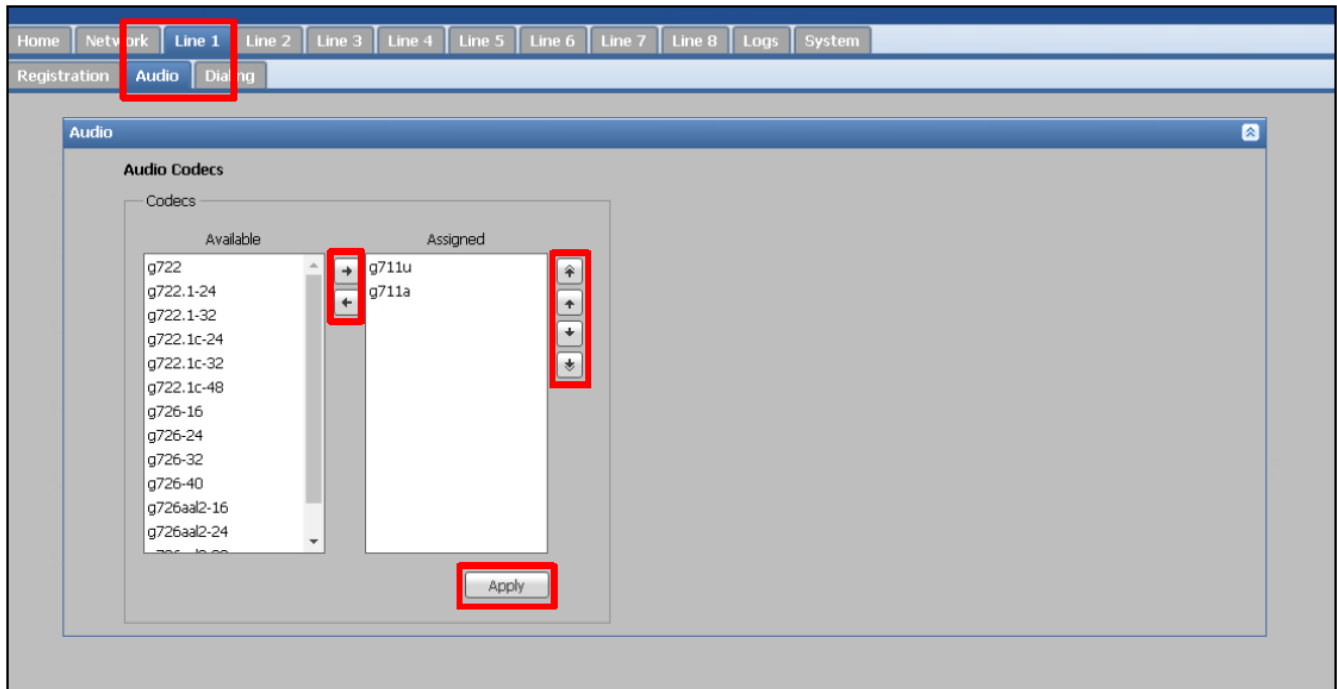 Home Network Line 1 Line 2 Line 3 Line 4 Line 5 Line 6 Line 7 Line 8 Logs System
Registration Audio Dialing
Audio
Audio Codecs
Codecs
Available Assigned
g722
g722.1-24
g722.1-32
g722.1c-24
g722.1c-32
g722.1c-48
g726-16
g726-24
g726-32
g726-40
g726aal2-16
g726aal2-24
g711u
g711a
Apply